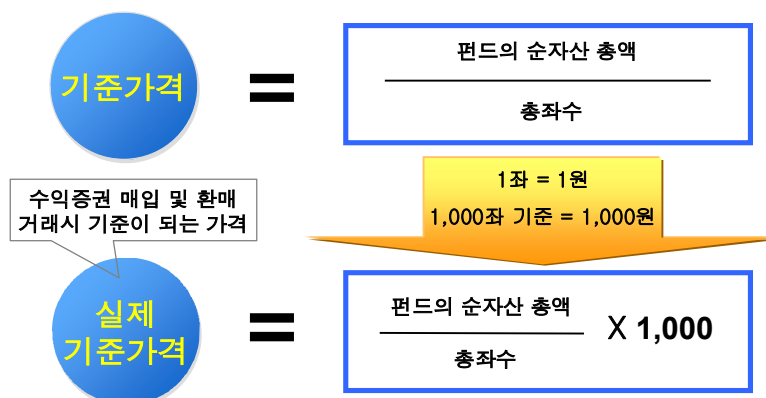 기준가격
=
펀드의 순자산 총액
총좌수
1좌 = 1원
1,000좌 기준 = 1,000원
수익증권 매입 및 환매
거래시 기준이 되는 가격
실제
기준가격
=
펀드의 순자산 총액
총좌수
X 1,000